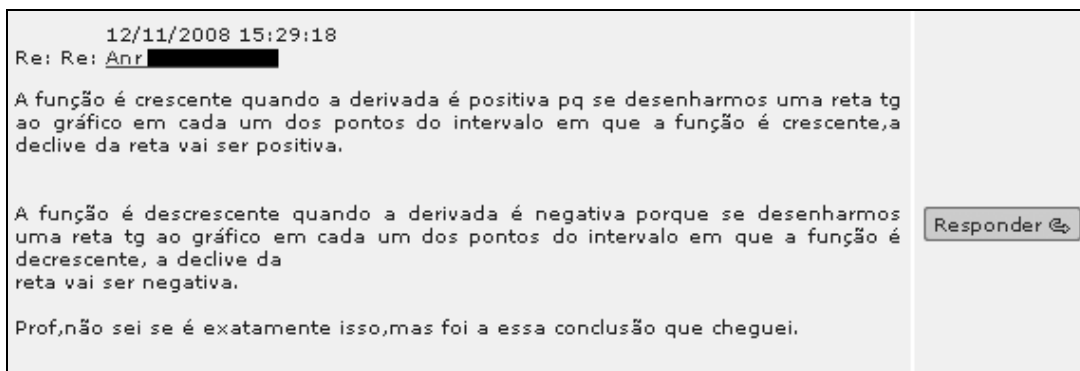 12/11/2008 15:29:18
Re: Re: Anr
A função é crescente quando a derivada é positiva pq se desenharmos uma reta tg
ao gráfico em cada um dos pontos do intervalo em que a função é crescente,a
declive da reta vai ser positiva.
A função é descrescente quando a derivada é negativa porque se desenharmos
uma reta tg ao gráfico em cada um dos pontos do intervalo em que a função é
decrescente, a declive da
reta vai ser negativa.
Prof,não sei se é exatamente isso,mas foi a essa conclusão que cheguei.
Responder